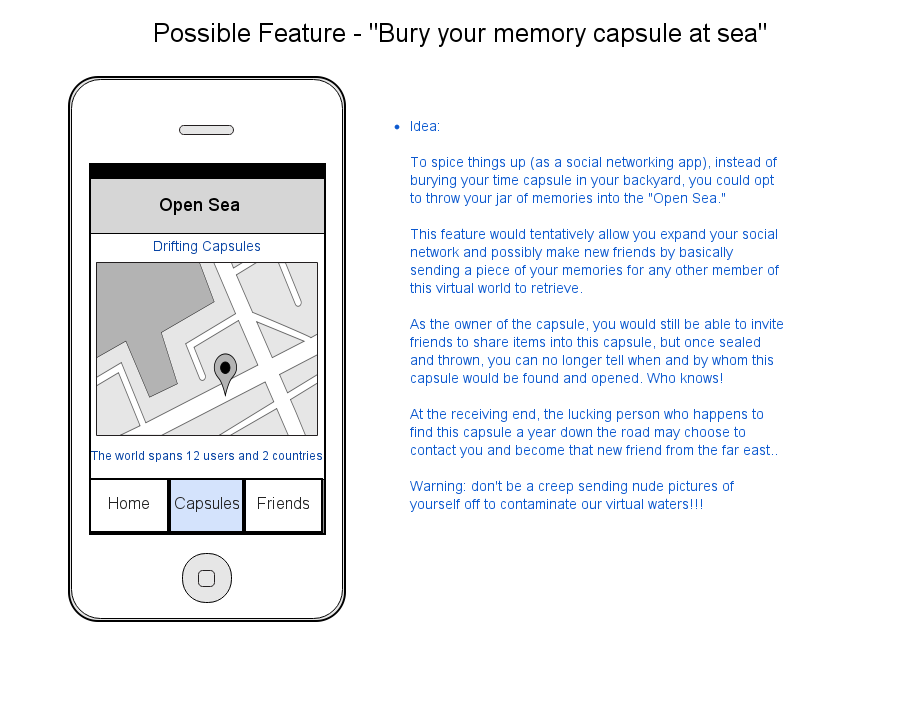 Possible Feature - "Bury your memory capsule at sea"
Open Sea
Drifting Capsules
The world spans 12 users and 2 countries
Home
Capsules
Friends
• Idea:
To spice things up (as a social networking app), instead of
burying your time capsule in your backyard, you could opt
to throw your jar of memories into the "Open Sea."
This feature would tentatively allow you expand your social
network and possibly make new friends by basically
sending a piece of your memories for any other member of
this virtual world to retrieve.
As the owner of the capsule, you would still be able to invite
friends to share items into this capsule, but once sealed
and thrown, you can no longer tell when and by whom this
capsule would be found and opened. Who knows!
At the receiving end, the lucking person who happens to
find this capsule a year down the road may choose to
contact you and become that new friend from the far east..
Warning: don't be a creep sending nude pictures of
yourself off to contaminate our virtual waters!!!